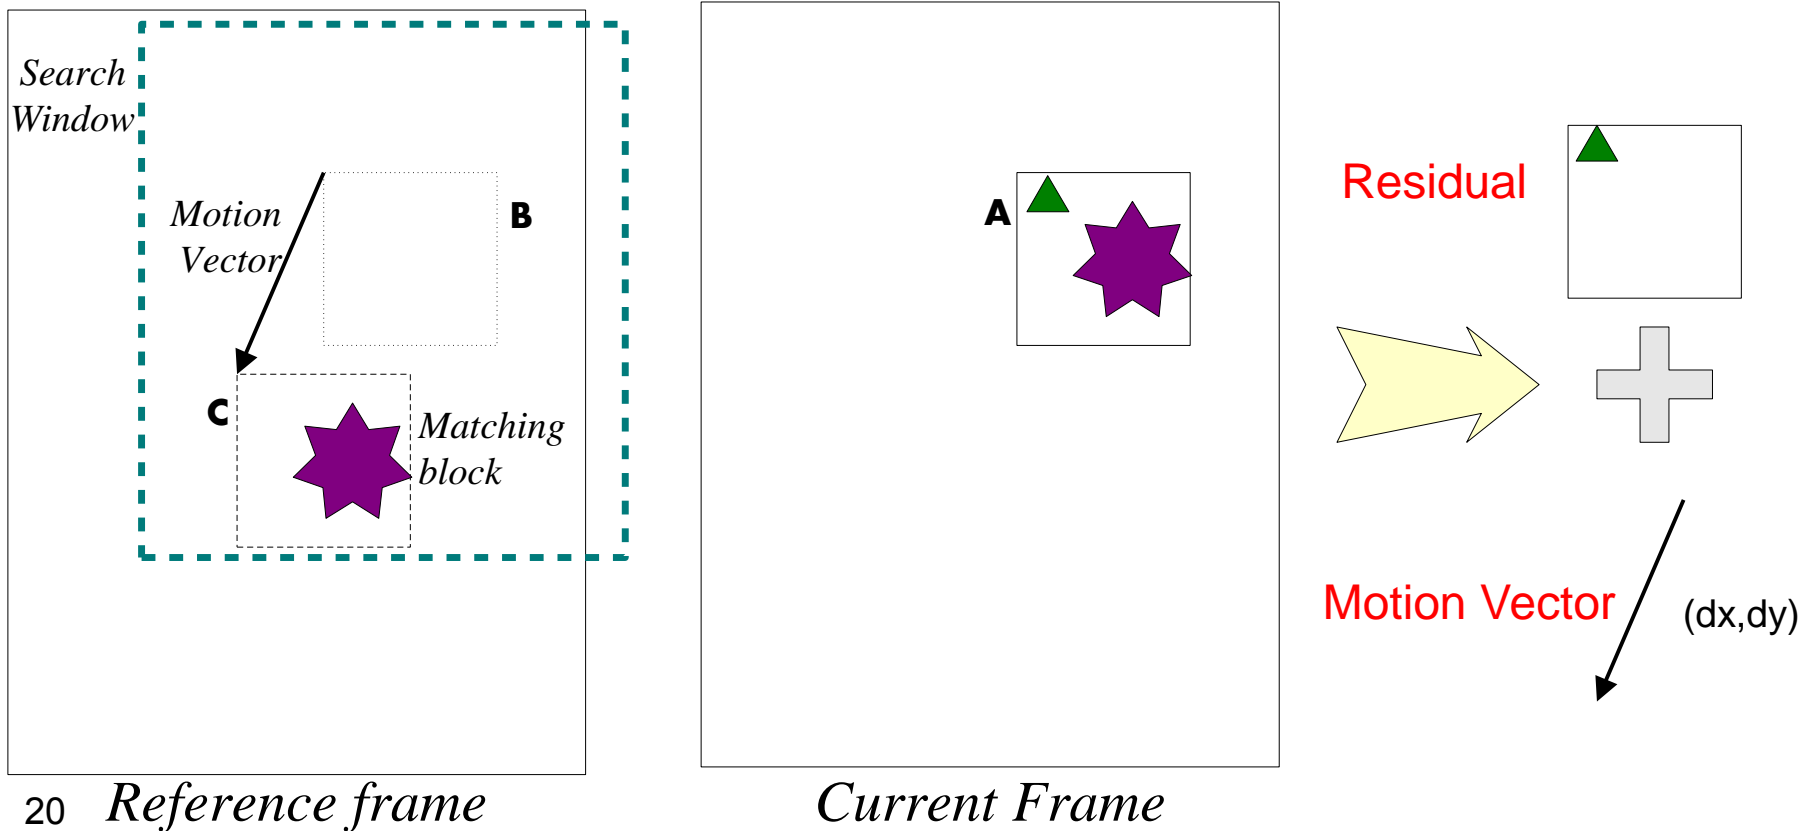 Search
Window
Motion
Vector
B
C
Matching
block
A
Residual
Motion Vector
(dx,dy)
20
Reference frame
Current Frame